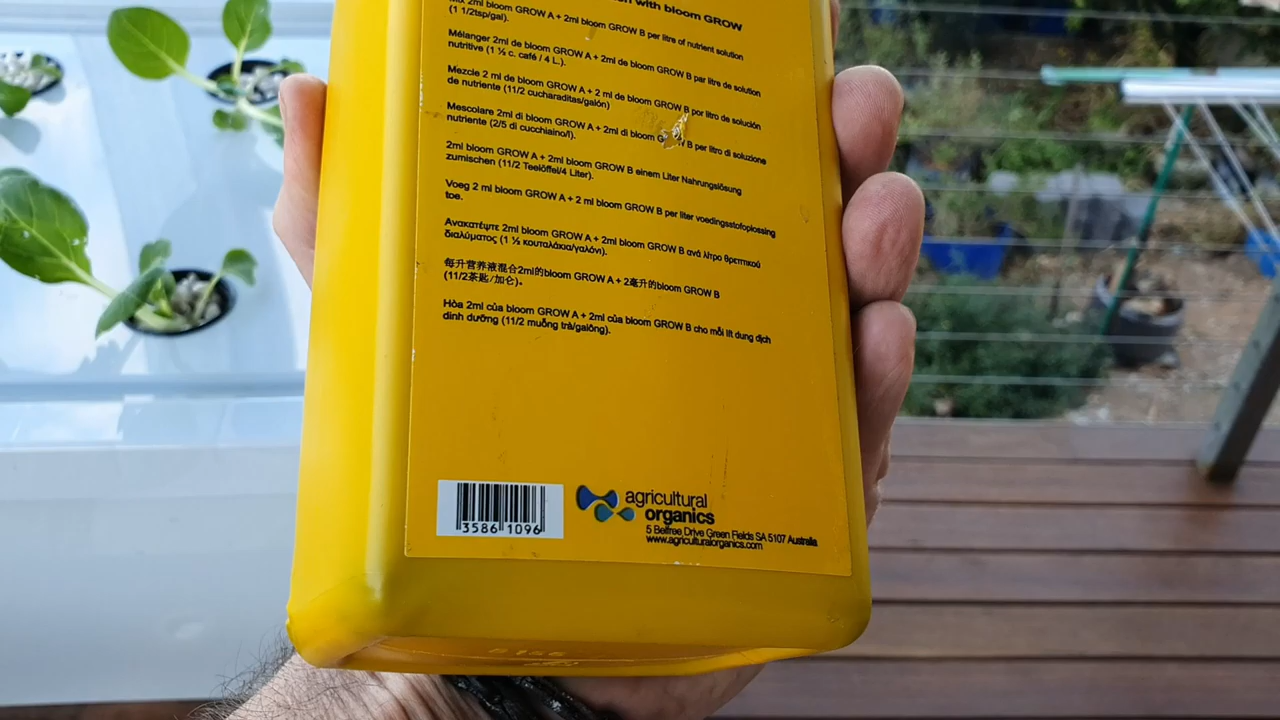 with bloom GROW
Mix 2ml bloom GROW A + 2ml bloom GROW B per litre of nutrient solution
(1 1/2tsp/gal).
Mélanger 2ml de bloom GROW A + 2ml de bloom GROW B par litre de solution
nutritive (1 ½ c. café / 4 L.).
Mezcle 2 ml de bloom GROW A + 2 ml de bloom GROW B por litro de solución
de nutriente (11/2 cucharaditas/galón)
Mescolare 2ml di bloom GROW A + 2ml di bloom B per litro di soluzione
nutriente (2/5 di cucchiaino/l).
2ml bloom GROW A + 2ml bloom GROW B einem Liter Nahrungslösung
zumischen (11/2 Teelöffel/4 Liter).
Voeg 2 ml bloom GROW A + 2 ml bloom GROW B per liter voedingsstofoplossing
toe.
Ανακατέψτε 2ml bloom GROW A + 2ml bloom GROW B ανά λίτρο θρεπτικού
διαλύματος (1 ½ κουταλάκια/γαλόνι).
每升营养液混合2ml的bloom GROW A + 2毫升的bloom GROW B
(11/2茶匙/加仑)。
Hòa 2ml của bloom GROW A + 2ml của bloom GROW B cho mỗi lít dung dịch
dinh dưỡng (11/2 muỗng trà/galông).
3586 1096
agricultural
organics
5 Belfree Drive Green Fields SA 5107 Australia
www.agriculturalorganics.com